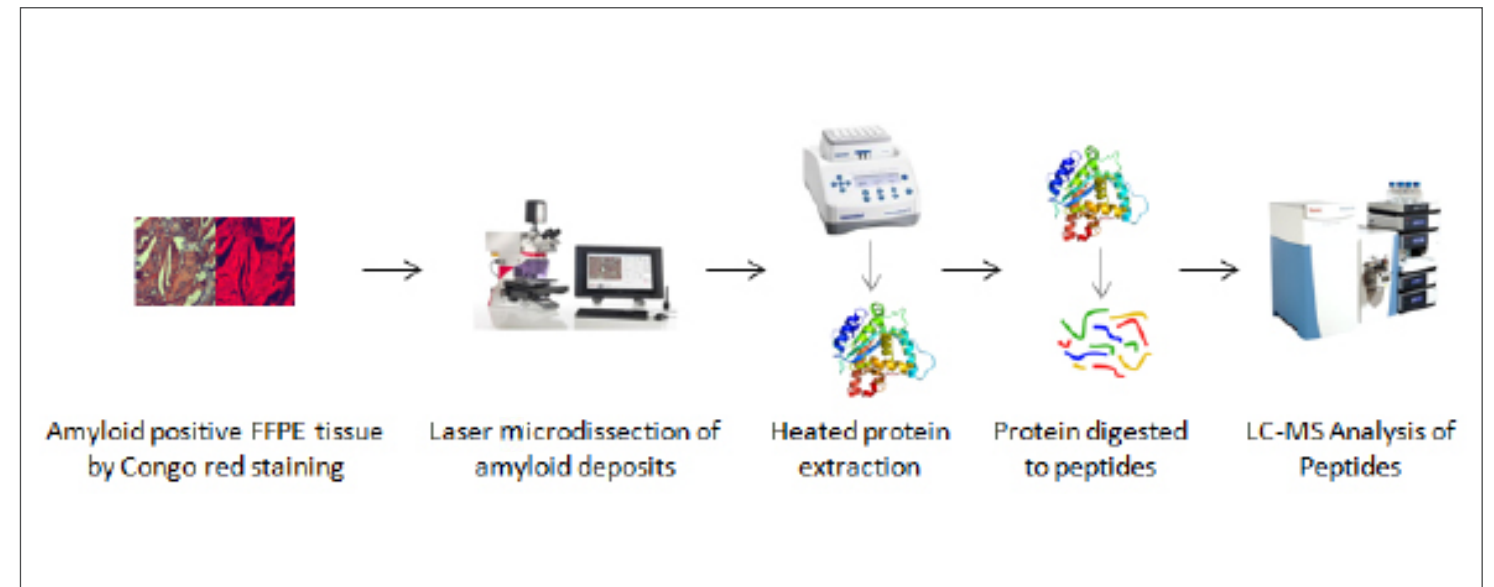 Amyloid positive FFPE tissue
by Congo red staining
Laser microdissection of
amyloid deposits
Heated protein
extraction
Protein digested
to peptides
LC-MS Analysis of
Peptides